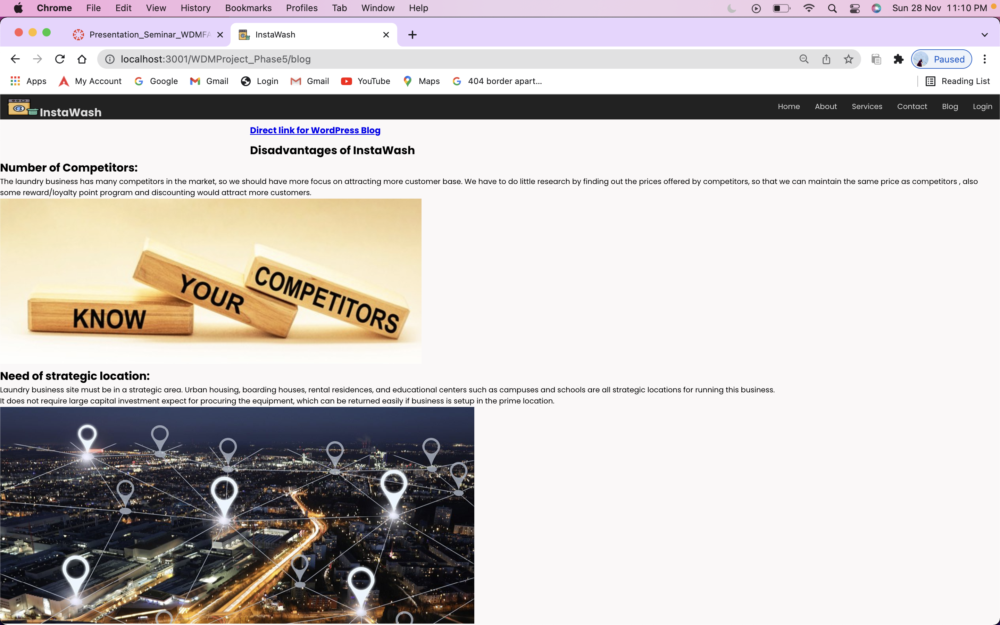 Chrome File Edit View History Bookmarks Profiles Tab Window Help Sun 28 Nov 11:10 PM
Presentation_Seminar_WDMFA InstaWash
localhost:3001/WDMProject_Phase5/blog Paused
Apps My Account Google Gmail Login Gmail YouTube Maps 404 border apart... Reading List
InstaWash Home About Services Contact Blog Login
Direct link for WordPress Blog
Disadvantages of InstaWash
Number of Competitors:
The laundry business has many competitors in the market, so we should have more focus on attracting more customer base. We have to do little research by finding out the prices offered by competitors, so that we can maintain the same price as competitors , also
some reward/loyalty point program and discounting would attract more customers.
KNOW YOUR COMPETITORS
Need of strategic location:
Laundry business site must be in a strategic area. Urban housing, boarding houses, rental residences, and educational centers such as campuses and schools are all strategic locations for running this business.
It does not require large capital investment expect for procuring the equipment, which can be returned easily if business is setup in the prime location.